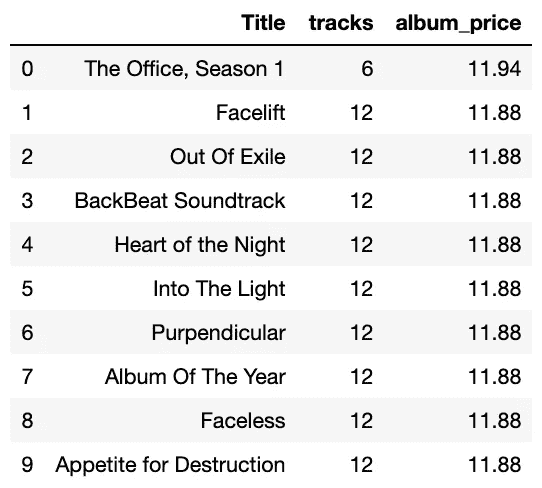 Title tracks album_price
0 The Office, Season 1 6 11.94
1 Facelift 12 11.88
2 Out Of Exile 12 11.88
3 BackBeat Soundtrack 12 11.88
4 Heart of the Night 12 11.88
5 Into The Light 12 11.88
6 Purpendicular 12 11.88
7 Album Of The Year 12 11.88
8 Faceless 12 11.88
9 Appetite for Destruction 12 11.88